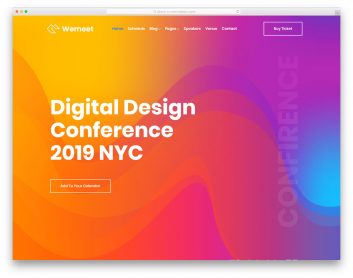 Wemeet
Home Schedule Blog Pages Speakers Venue Contact
Buy Ticket
Digital Design
Conference
2019 NYC
Add To Your Calendar
CONFIRENCE